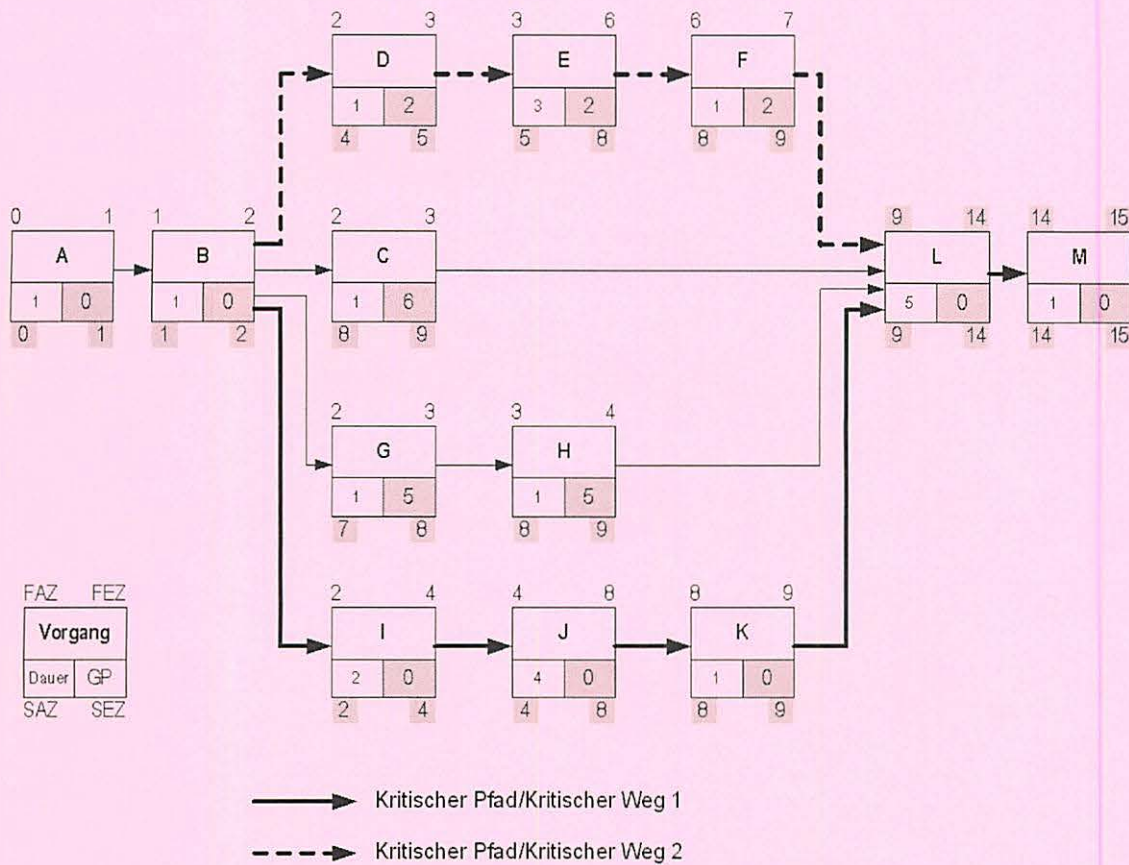 2 3 3 6 6 7
D E F
1 2 3 2 1 2
4 5 5 8 8 9
0 1 1 2 2 3 9 14 14 15
A B C L M
1 0 1 0 1 6 5 0 1 0
0 1 1 2 8 9 9 14 14 15
2 3 3 4
G H
1 5 1 5
7 8 8 9
2 4 4 8 8 9
I J K
2 0 4 0 1 0
2 4 4 8 8 9
FAZ FEZ
Vorgang
Dauer GP
SAZ SEZ
Kritischer Pfad/Kritischer Weg 1
Kritischer Pfad/Kritischer Weg 2